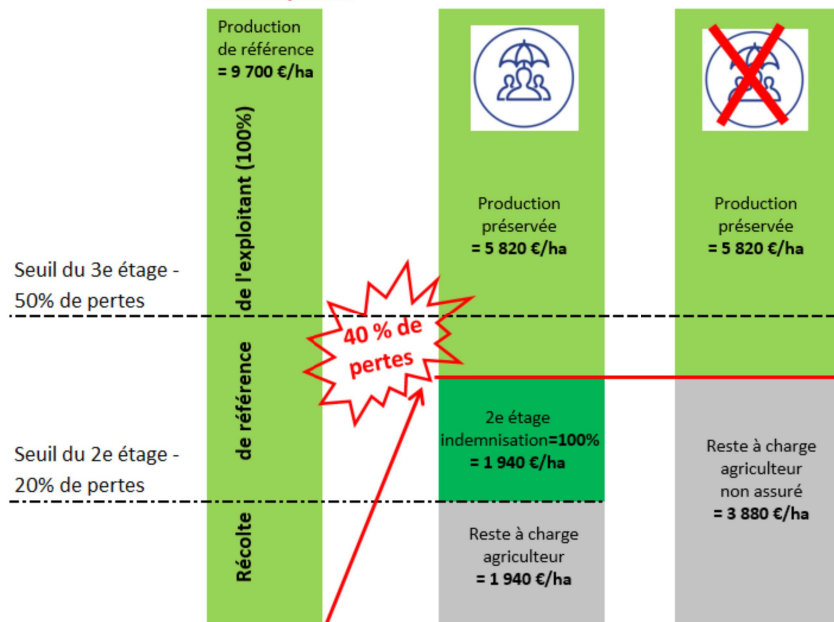 Production
de référence
= 9 700 €/ha
Récolte de référence de l'exploitant (100%)
Seuil du 3e étage -
50% de pertes
Seuil du 2e étage -
20% de pertes
40 % de
pertes
Production
préservée
= 5 820 €/ha
2e étage
indemnisation=100%
= 1 940 €/ha
Reste à charge
agriculteur
= 1 940 €/ha
Production
préservée
= 5 820 €/ha
Reste à charge
agriculteur
non assuré
= 3 880 €/ha